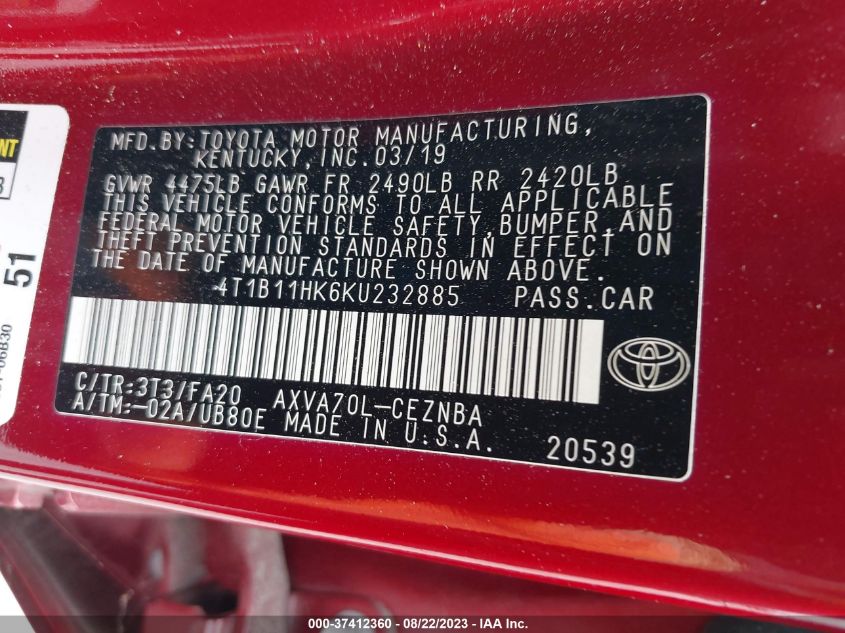 MFD.BY:TOYOTA MOTOR MANUFACTURING,
KENTUCKY, INC. 03/19
GVWR 4475LB GAWR FR 2490LB RR 2420LB
THIS VEHICLE CONFORMS TO ALL APPLICABLE
FEDERAL MOTOR VEHICLE SAFETY,BUMPER,AND
THEFT PREVENTION STANDARDS IN EFFECT ON
THE DATE OF MANUFACTURE SHOWN ABOVE.
4T1B11HK6KU232885 PASS.CAR
C/TR:3T3/FA20 AXVA70L-CEZNBA
A/TM:-02A/UB80E MADE IN U.S.A. 20539
51
000-37412360 - 08/22/2023 - IAAI.COM